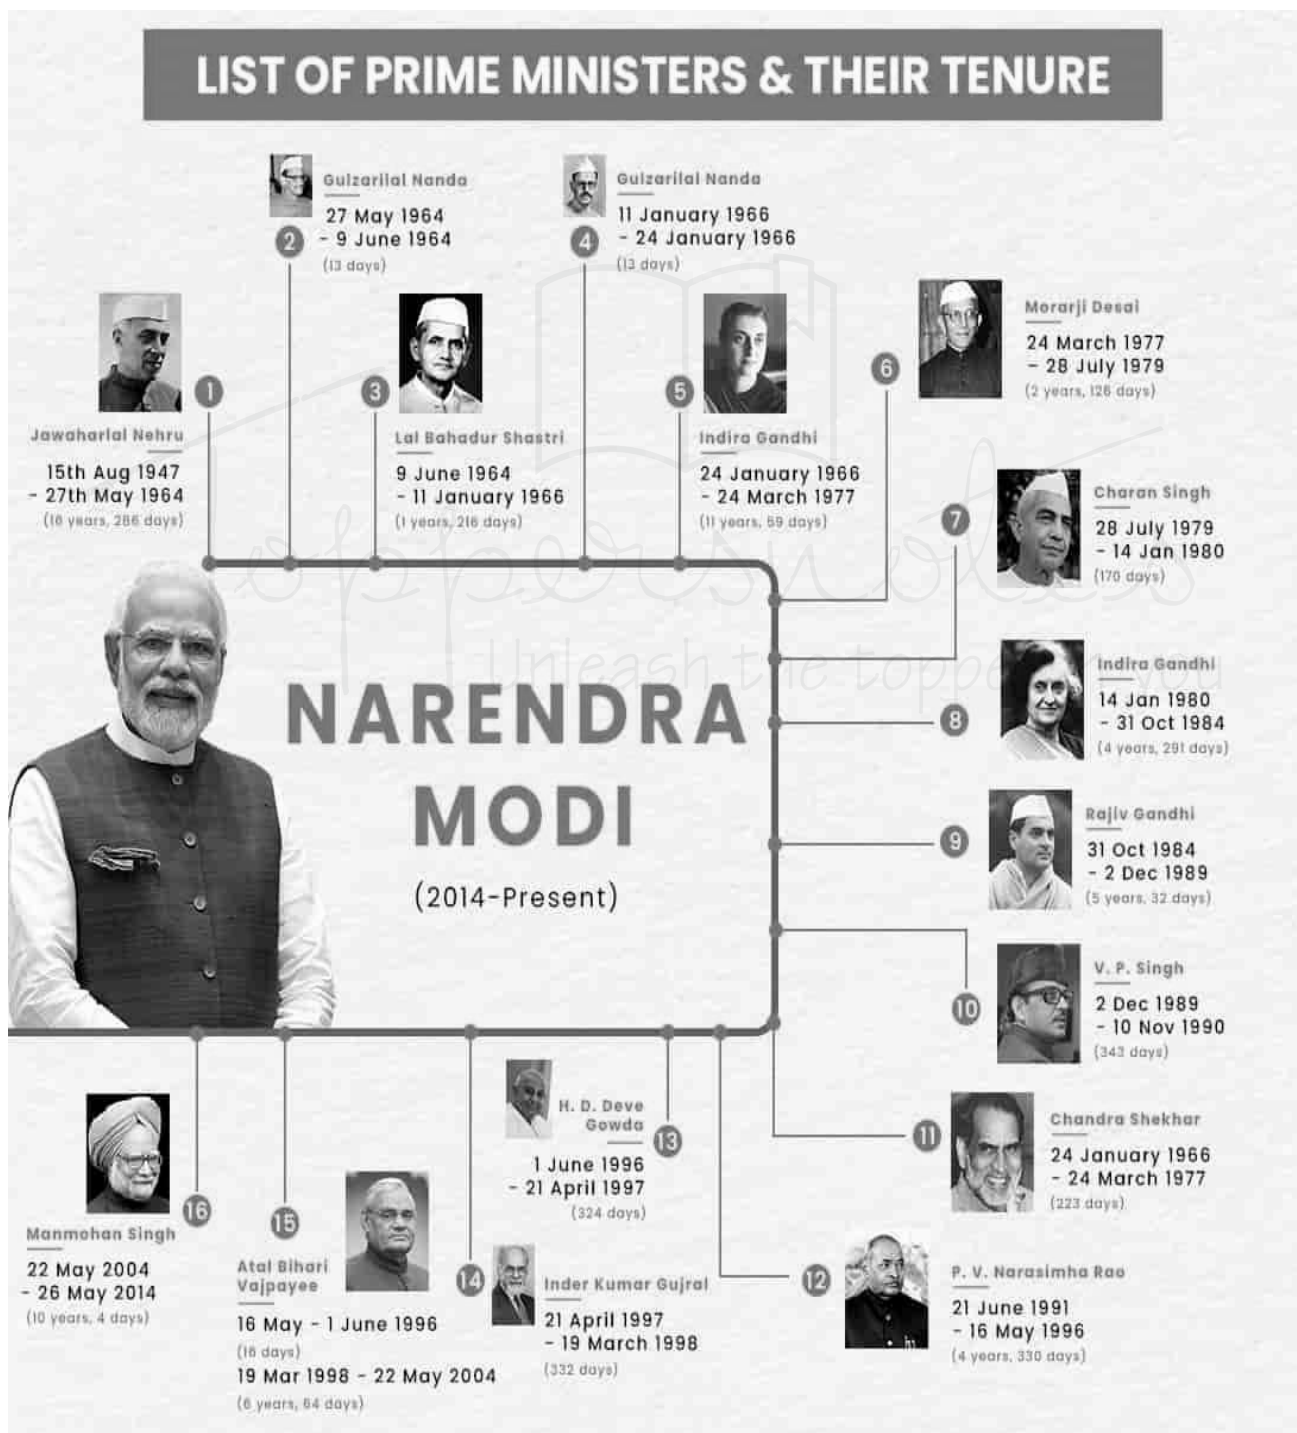 LIST OF PRIME MINISTERS & THEIR TENURE
1
Jawaharlal Nehru
15th Aug 1947
- 27th May 1964
(16 years, 286 days)
2
Gulzarilal Nanda
27 May 1964
- 9 June 1964
(13 days)
3
Lal Bahadur Shastri
9 June 1964
- 11 January 1966
(1 years, 216 days)
4
Gulzarilal Nanda
11 January 1966
- 24 January 1966
(13 days)
5
Indira Gandhi
24 January 1966
- 24 March 1977
(11 years, 59 days)
6
Morarji Desai
24 March 1977
- 28 July 1979
(2 years, 126 days)
7
Charan Singh
28 July 1979
- 14 Jan 1980
(170 days)
8
Indira Gandhi
14 Jan 1980
- 31 Oct 1984
(4 years, 291 days)
9
Rajiv Gandhi
31 Oct 1984
- 2 Dec 1989
(5 years, 32 days)
10
V. P. Singh
2 Dec 1989
- 10 Nov 1990
(343 days)
11
Chandra Shekhar
24 January 1966
- 24 March 1977
(223 days)
12
P. V. Narasimha Rao
21 June 1991
- 16 May 1996
(4 years, 330 days)
13
H. D. Deve
Gowda
1 June 1996
- 21 April 1997
(324 days)
14
Inder Kumar Gujral
21 April 1997
- 19 March 1998
(332 days)
15
Atal Bihari
Vajpayee
16 May - 1 June 1996
(16 days)
19 Mar 1998 - 22 May 2004
(6 years, 64 days)
16
Manmohan Singh
22 May 2004
- 26 May 2014
(10 years, 4 days)
NARENDRA
MODI
(2014-Present)
Toppersnotes
Unleash the topper in you